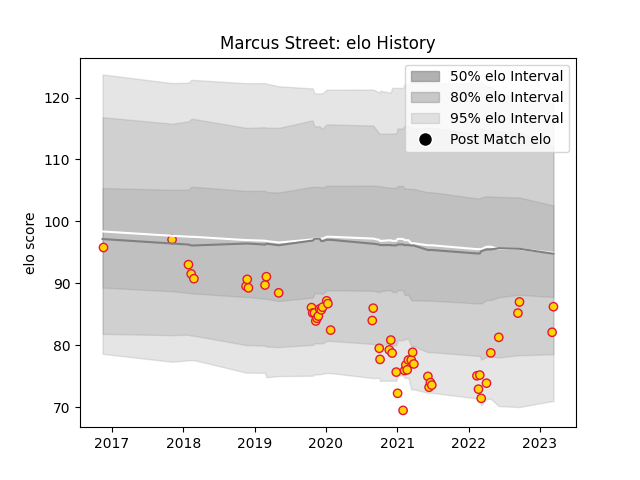 Marcus Street: elo History
50% elo Interval
80% elo Interval
95% elo Interval
Post Match elo
elo score
120
110
100
90
80
70
2017 2018 2019 2020 2021 2022 2023